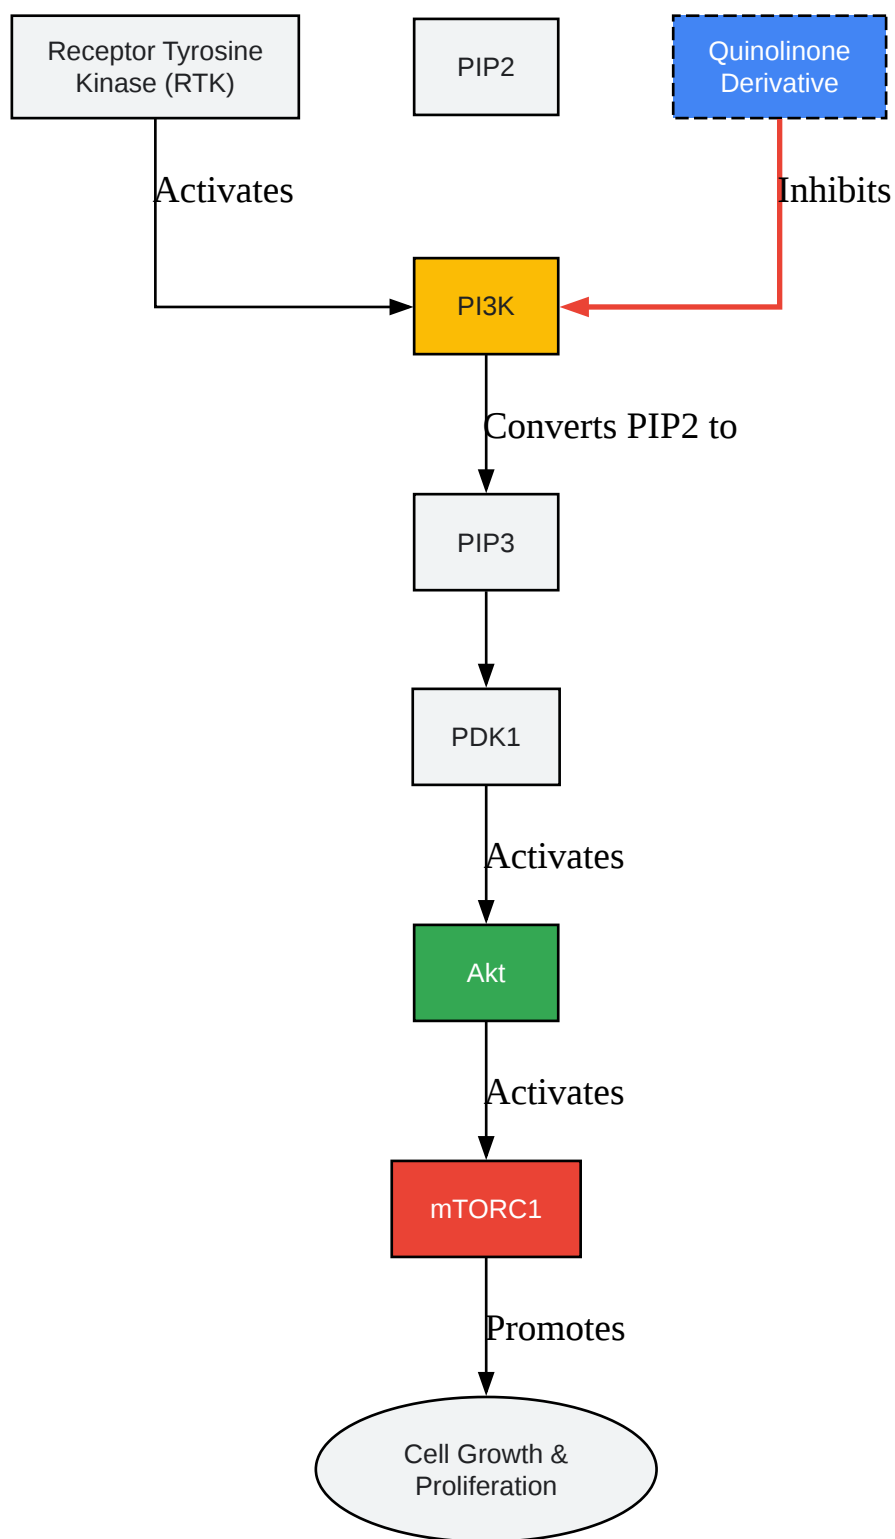 Receptor Tyrosine
Kinase (RTK)
PIP2
Quinolinone
Derivative
Activates
Inhibits
PI3K
Converts PIP2 to
PIP3
PDK1
Activates
Akt
Activates
mTORC1
Promotes
Cell Growth &
Proliferation